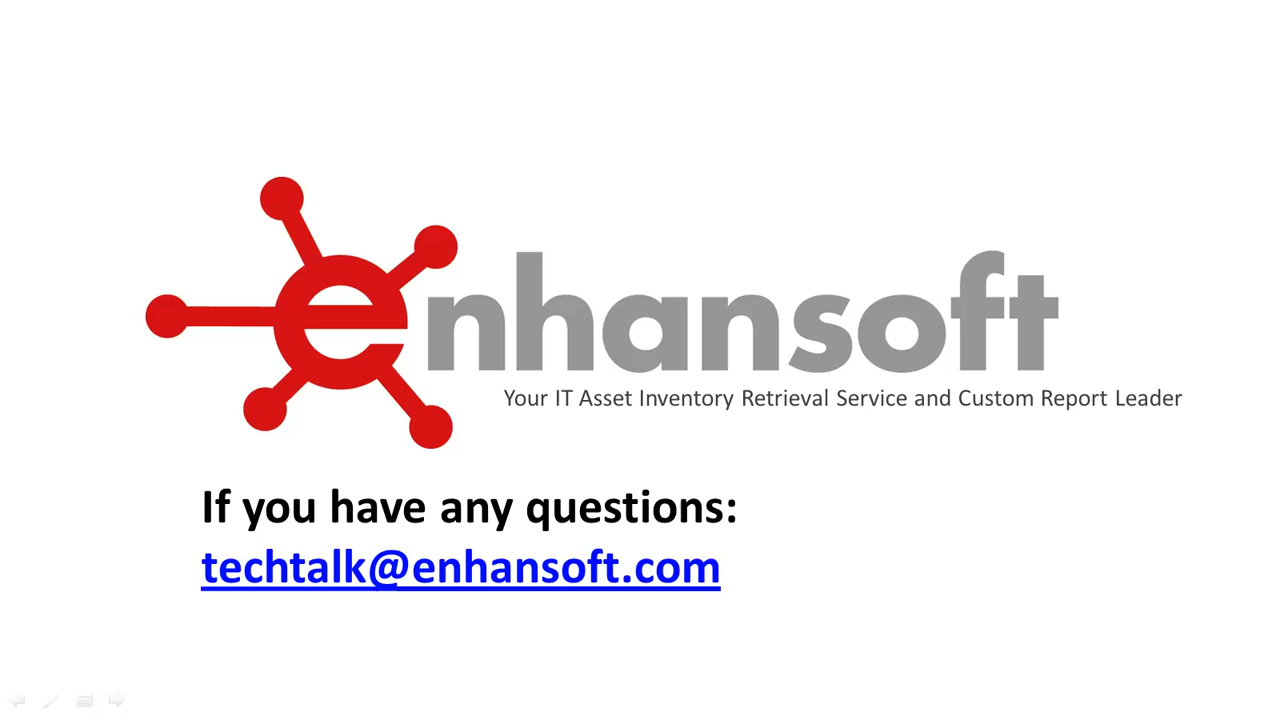 enhansoft
Your IT Asset Inventory Retrieval Service and Custom Report Leader
If you have any questions:
techtalk@enhansoft.com